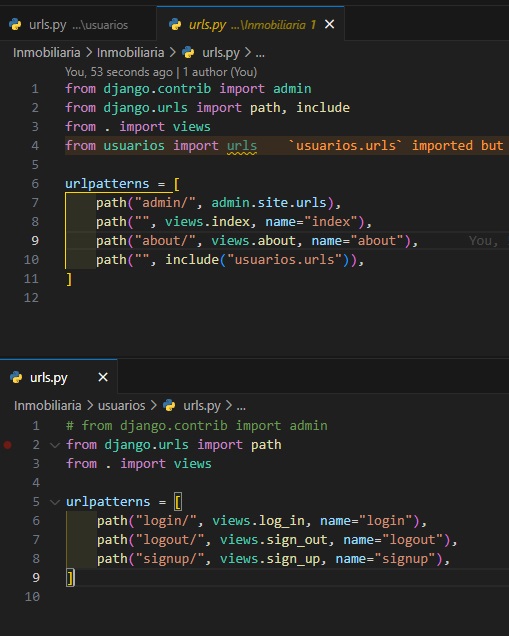 urls.py ...\usuarios
urls.py ...\Inmobiliaria 1
Inmobiliaria > Inmobiliaria > urls.py > ...
You, 53 seconds ago | 1 author (You)
1 from django.contrib import admin
2 from django.urls import path, include
3 from . import views
4 from usuarios import urls `usuarios.urls` imported but
5
6 urlpatterns = [
7 path("admin/", admin.site.urls),
8 path("", views.index, name="index"),
9 path("about/", views.about, name="about"), You,
10 path("", include("usuarios.urls")),
11 ]
12
urls.py
Inmobiliaria > usuarios > urls.py > ...
1 # from django.contrib import admin
2 from django.urls import path
3 from . import views
4
5 urlpatterns = [
6 path("login/", views.log_in, name="login"),
7 path("logout/", views.sign_out, name="logout"),
8 path("signup/", views.sign_up, name="signup"),
9 ]
10